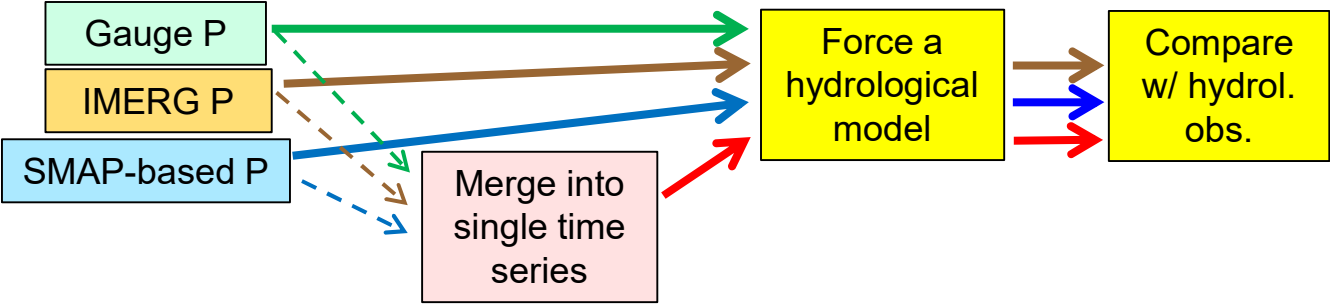 Gauge P
IMERG P
SMAP-based P
Merge into
single time
series
Force a
hydrological
model
Compare
w/ hydrol.
obs.